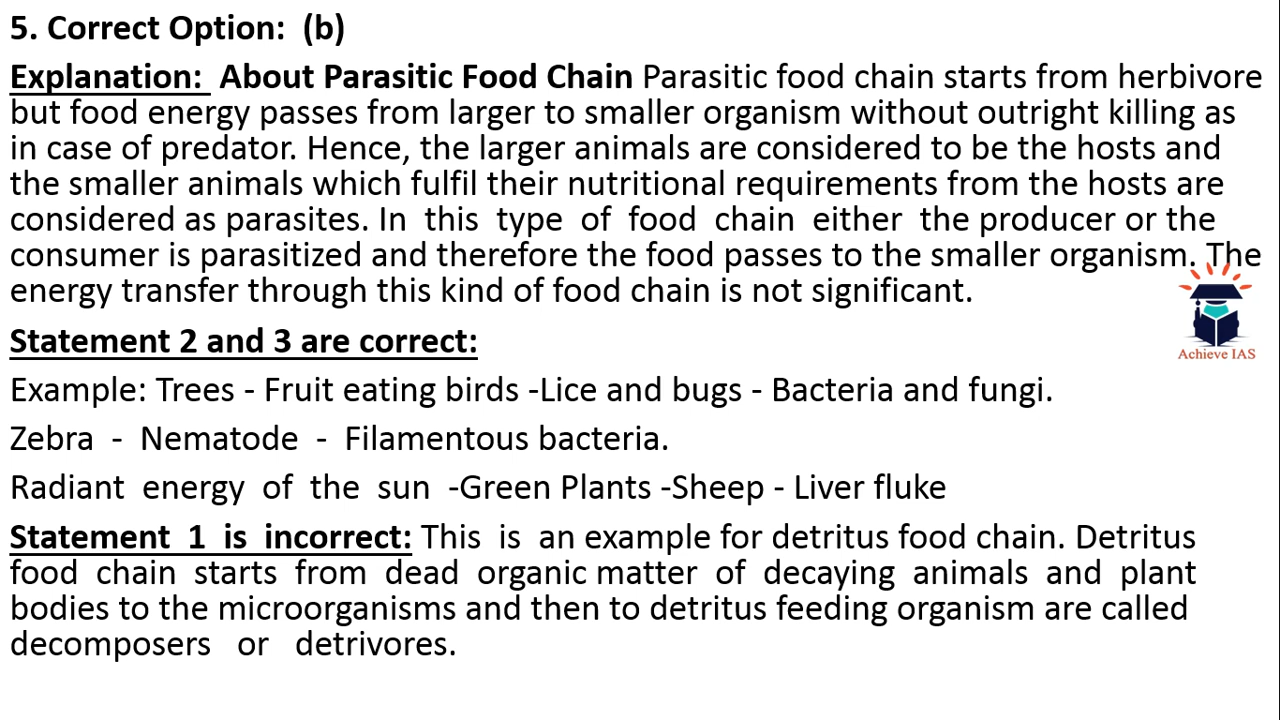 5. Correct Option: (b)
Explanation: About Parasitic Food Chain Parasitic food chain starts from herbivore
but food energy passes from larger to smaller organism without outright killing as
in case of predator. Hence, the larger animals are considered to be the hosts and
the smaller animals which fulfil their nutritional requirements from the hosts are
considered as parasites. In this type of food chain either the producer or the
consumer is parasitized and therefore the food passes to the smaller organism. The
energy transfer through this kind of food chain is not significant.
Achieve IAS
Statement 2 and 3 are correct:
Example: Trees - Fruit eating birds -Lice and bugs - Bacteria and fungi.
Zebra - Nematode - Filamentous bacteria.
Radiant energy of the sun -Green Plants -Sheep - Liver fluke
Statement 1 is incorrect: This is an example for detritus food chain. Detritus
food chain starts from dead organic matter of decaying animals and plant
bodies to the microorganisms and then to detritus feeding organism are called
decomposers or detrivores.